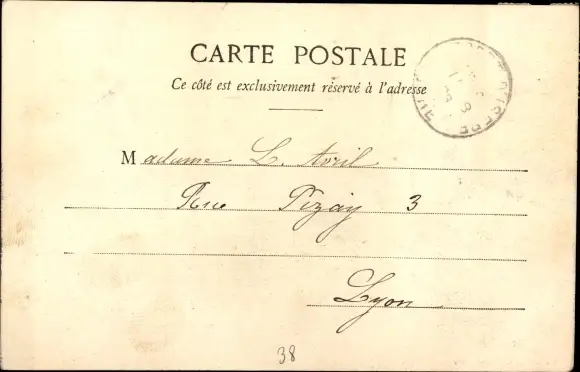 CARTE POSTALE
Ce côté est exclusivement réservé à l'adresse
Madame L. Avril
Rue Pizay 3
Lyon
38